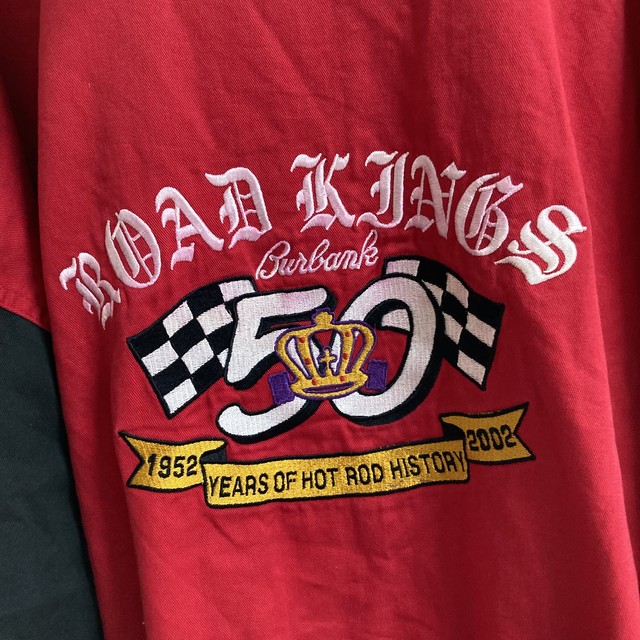 ROAD KINGS
Burbank
50
1952 YEARS OF HOT ROD HISTORY 2002